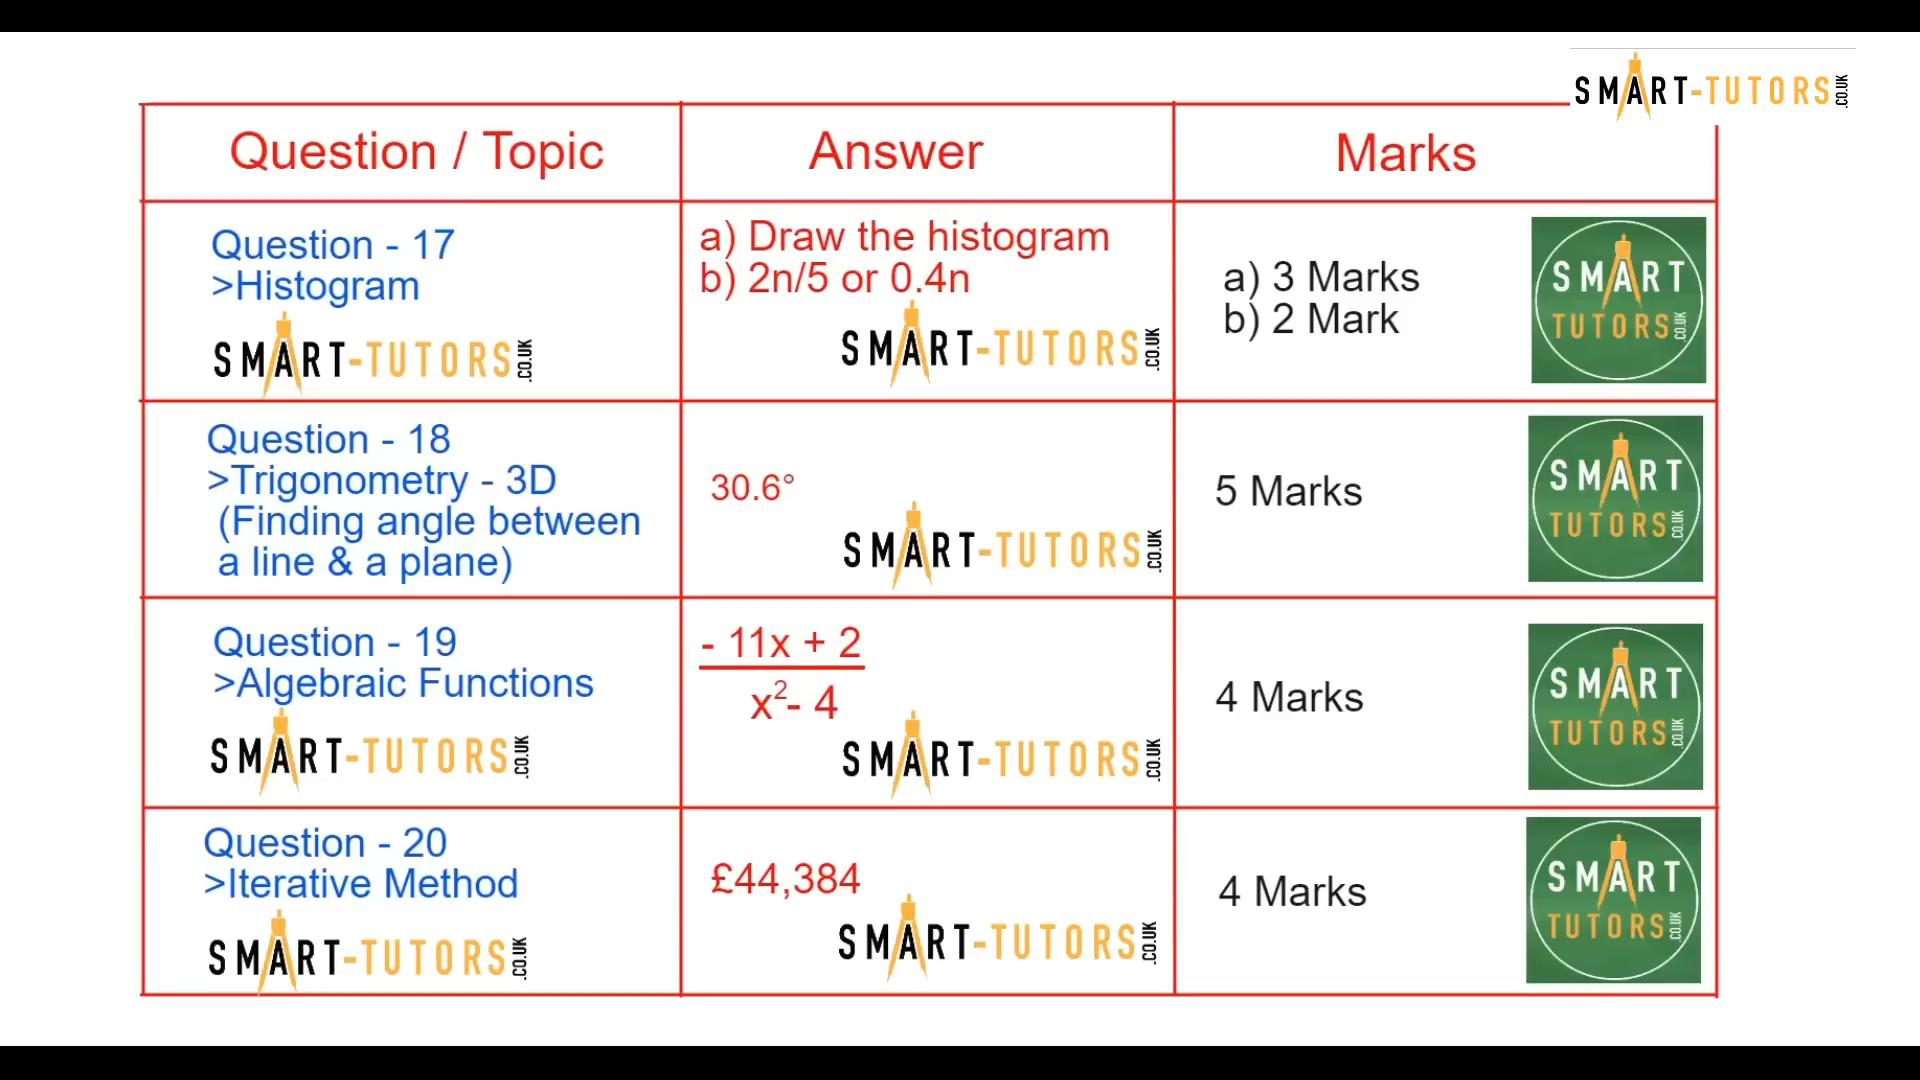 SMART-TUTORS.CO.UK
Question / Topic
Answer
Marks
Question - 17
>Histogram
SMART-TUTORS.CO.UK
a) Draw the histogram
b) 2n/5 or 0.4n
SMART-TUTORS.CO.UK
a) 3 Marks
b) 2 Mark
SMART
TUTORS.CO.UK
Question - 18
>Trigonometry - 3D
(Finding angle between
a line & a plane)
30.6°
SMART-TUTORS.CO.UK
5 Marks
SMART
TUTORS.CO.UK
Question - 19
>Algebraic Functions
SMART-TUTORS.CO.UK
- 11x + 2
x²- 4
SMART-TUTORS.CO.UK
4 Marks
SMART
TUTORS.CO.UK
Question - 20
>Iterative Method
SMART-TUTORS.CO.UK
£44,384
SMART-TUTORS.CO.UK
4 Marks
SMART
TUTORS.CO.UK